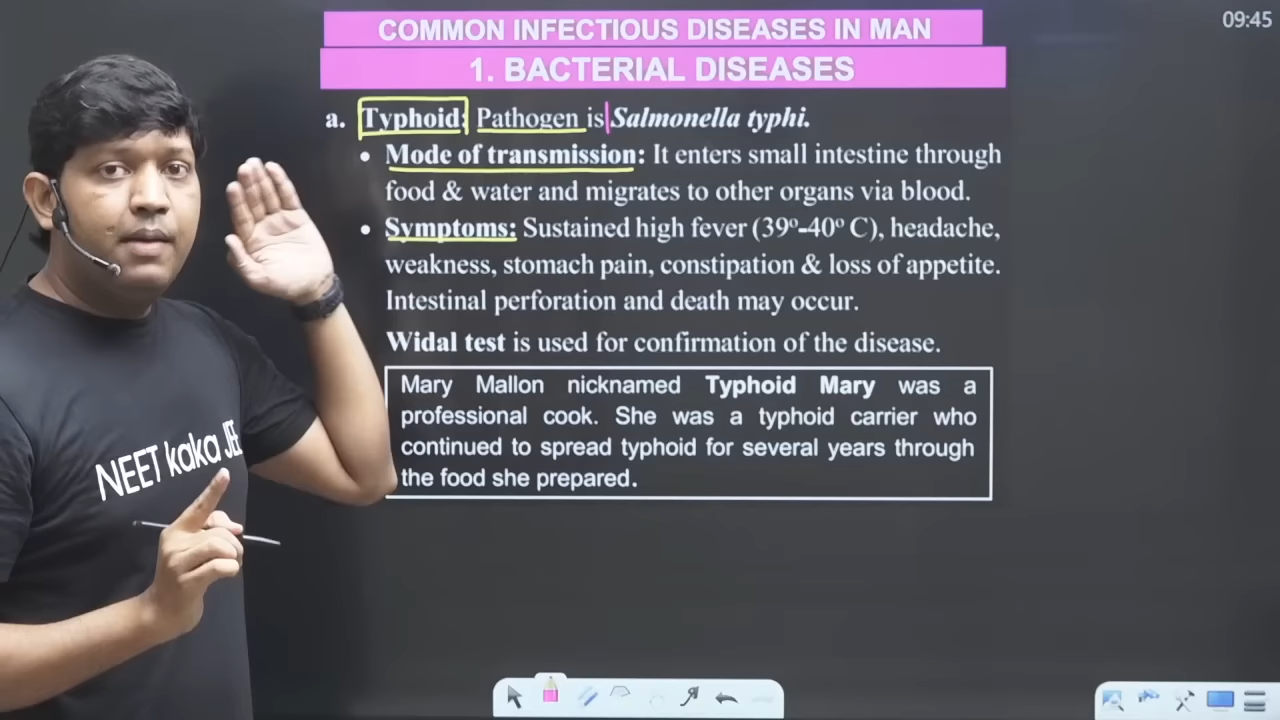 COMMON INFECTIOUS DISEASES IN MAN
09:45
1. BACTERIAL DISEASES
a. Typhoid: Pathogen is Salmonella typhi.
• Mode of transmission: It enters small intestine through
food & water and migrates to other organs via blood.
• Symptoms: Sustained high fever (39º-40º C), headache,
weakness, stomach pain, constipation & loss of appetite.
Intestinal perforation and death may occur.
Widal test is used for confirmation of the disease.
Mary Mallon nicknamed Typhoid Mary was a
professional cook. She was a typhoid carrier who
continued to spread typhoid for several years through
the food she prepared.
NEET kaka JEE